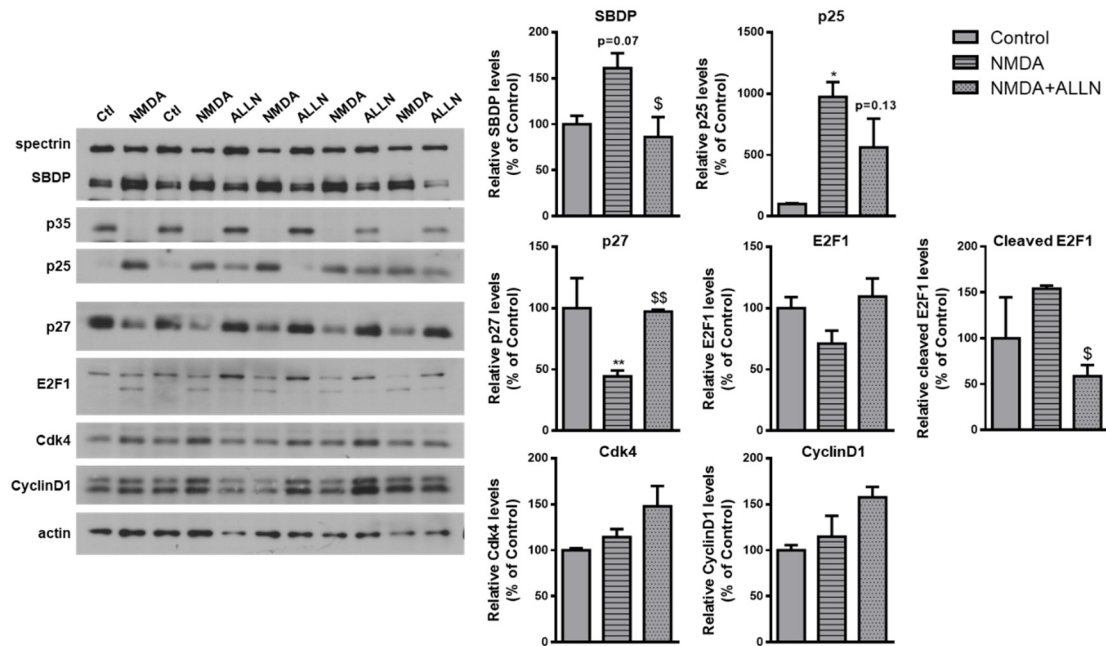 Ctl NMDA Ctl NMDA ALLN NMDA ALLN NMDA ALLN NMDA ALLN
spectrin
SBDP
p35
p25
p27
E2F1
Cdk4
CyclinD1
actin
SBDP
Relative SBDP levels
(% of Control)
200
150
100
50
0
p=0.07
$
p25
Relative p25 levels
(% of Control)
1500
1000
500
0
*
p=0.13
Control
NMDA
NMDA+ALLN
p27
Relative p27 levels
(% of Control)
150
100
50
0
**
$$
E2F1
Relative E2F1 levels
(% of Control)
150
100
50
0
Cleaved E2F1
Relative cleaved E2F1 levels
(% of Control)
200
150
100
50
0
$
Cdk4
Relative Cdk4 levels
(% of Control)
200
150
100
50
0
CyclinD1
Relative CyclinD1 levels
(% of Control)
200
150
100
50
0